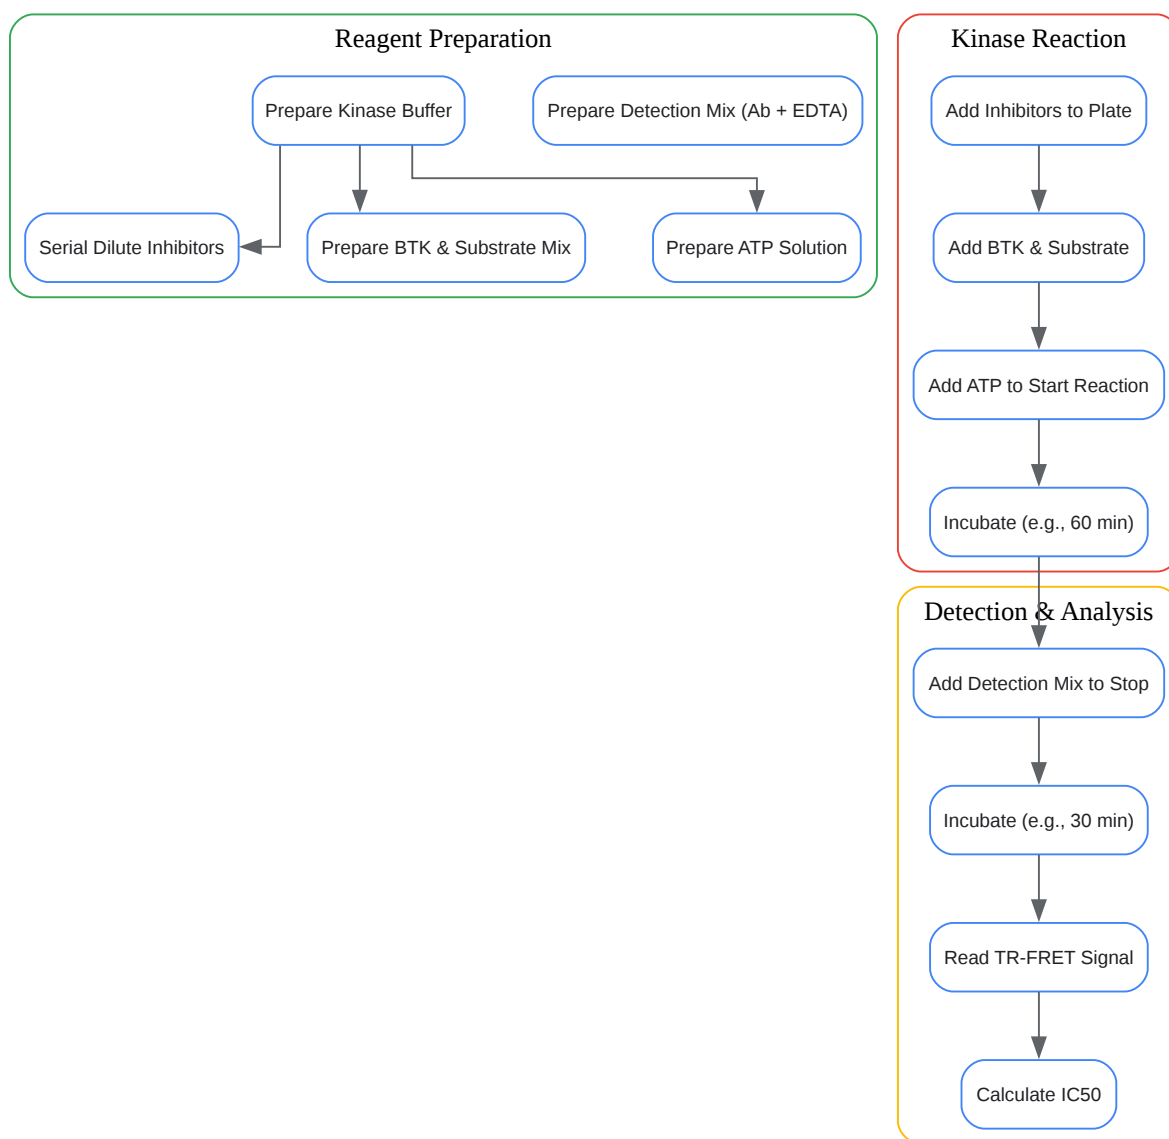 Reagent Preparation
Prepare Kinase Buffer
Prepare Detection Mix (Ab + EDTA)
Serial Dilute Inhibitors
Prepare BTK & Substrate Mix
Prepare ATP Solution
Kinase Reaction
Add Inhibitors to Plate
Add BTK & Substrate
Add ATP to Start Reaction
Incubate (e.g., 60 min)
Detection & Analysis
Add Detection Mix to Stop
Incubate (e.g., 30 min)
Read TR-FRET Signal
Calculate IC50